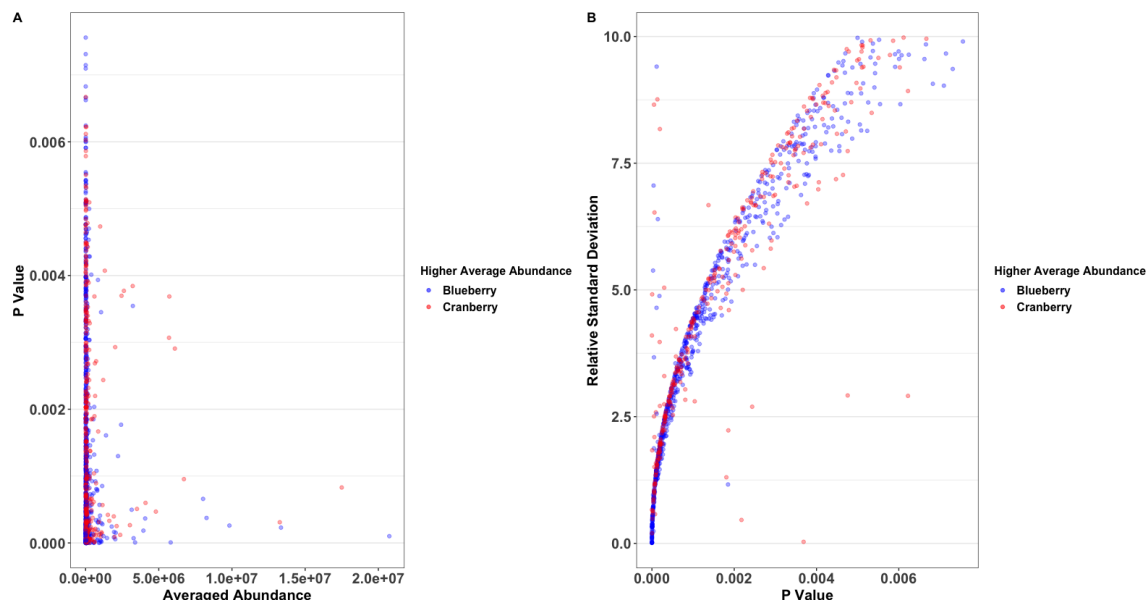 A
P Value
0.006
0.004
0.002
0.000
0.0e+00 5.0e+06 1.0e+07 1.5e+07 2.0e+07
Averaged Abundance
Higher Average Abundance
Blueberry
Cranberry
B
Relative Standard Deviation
10.0
7.5
5.0
2.5
0.0
0.000 0.002 0.004 0.006
P Value
Higher Average Abundance
Blueberry
Cranberry